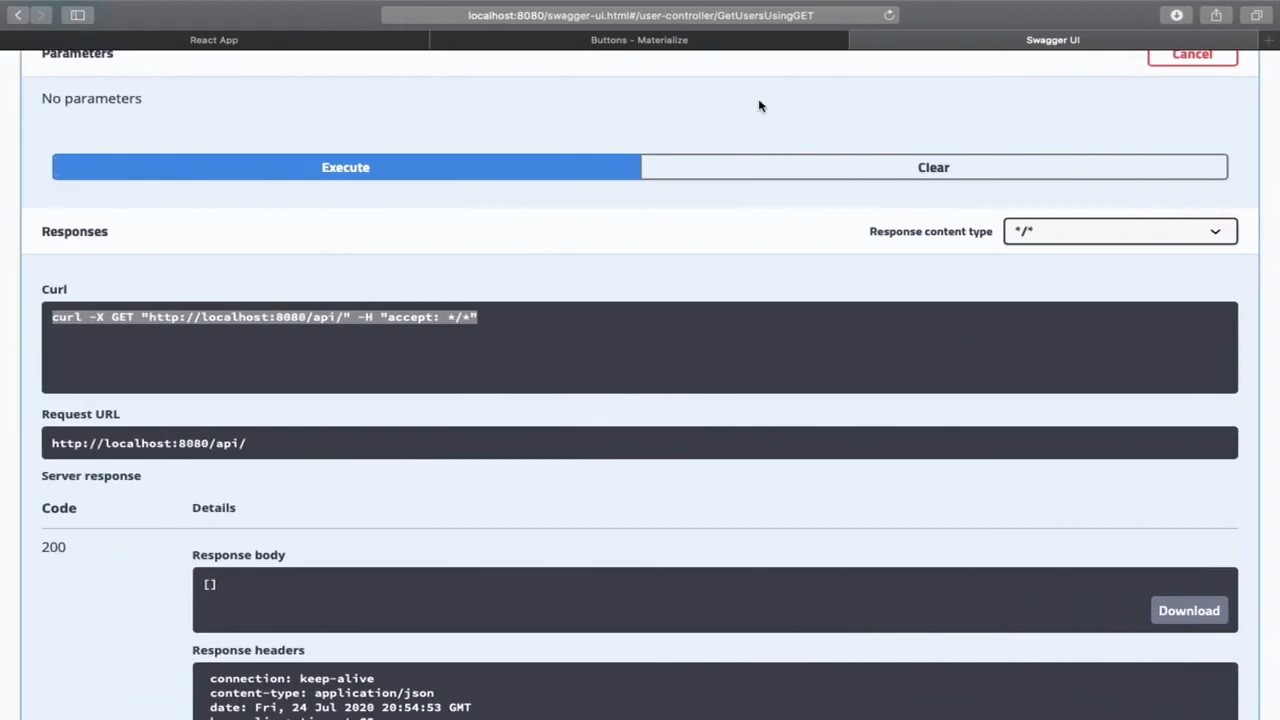 localhost:8080/swagger-ui.html#/user-controller/GetUsersUsingGET
React App
Buttons - Materialize
Swagger UI
Parameters
Cancel
No parameters
Execute
Clear
Responses
Response content type
*/*
Curl
curl -X GET "http://localhost:8080/api/" -H "accept: */*"
Request URL
http://localhost:8080/api/
Server response
Code
Details
200
Response body
[]
Download
Response headers
connection: keep-alive
content-type: application/json
date: Fri, 24 Jul 2020 20:54:53 GMT